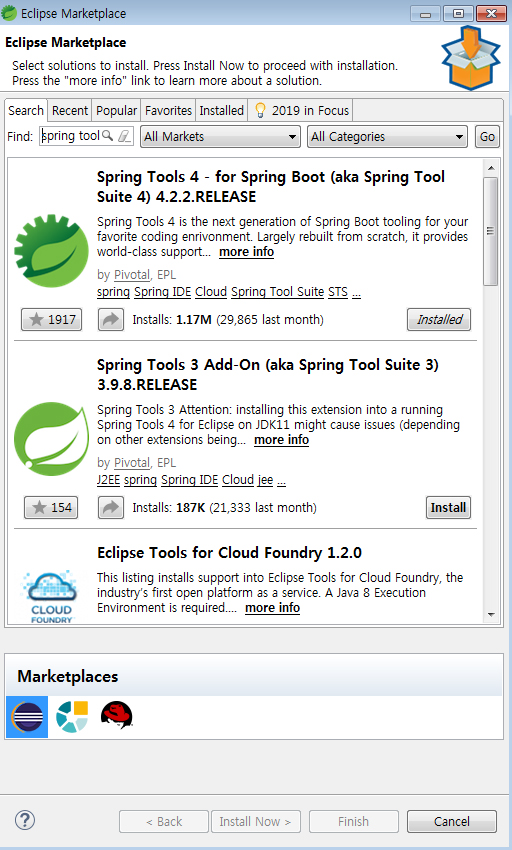 Eclipse Marketplace
Eclipse Marketplace
Select solutions to install. Press Install Now to proceed with installation.
Press the "more info" link to learn more about a solution.
Search Recent Popular Favorites Installed 2019 in Focus
Find: spring tool All Markets All Categories Go
Spring Tools 4 - for Spring Boot (aka Spring Tool
Suite 4) 4.2.2.RELEASE
Spring Tools 4 is the next generation of Spring Boot tooling for your
favorite coding enrivonment. Largely rebuilt from scratch, it provides
world-class support... more info
by Pivotal, EPL
spring Spring IDE Cloud Spring Tool Suite STS ...
1917 Installs: 1.17M (29,865 last month) Installed
Spring Tools 3 Add-On (aka Spring Tool Suite 3)
3.9.8.RELEASE
Spring Tools 3 Attention: installing this extension into a running
Spring Tools 4 for Eclipse on JDK11 might cause issues (depending
on other extensions being... more info
by Pivotal, EPL
J2EE spring Spring IDE Cloud jee ...
154 Installs: 187K (21,333 last month) Install
Eclipse Tools for Cloud Foundry 1.2.0
This listing installs support into Eclipse Tools for Cloud Foundry, the
industry's first open platform as a service. A Java 8 Execution
Environment is required.... more info
CLOUD
FOUNDRY
Marketplaces
? < Back Install Now > Finish Cancel